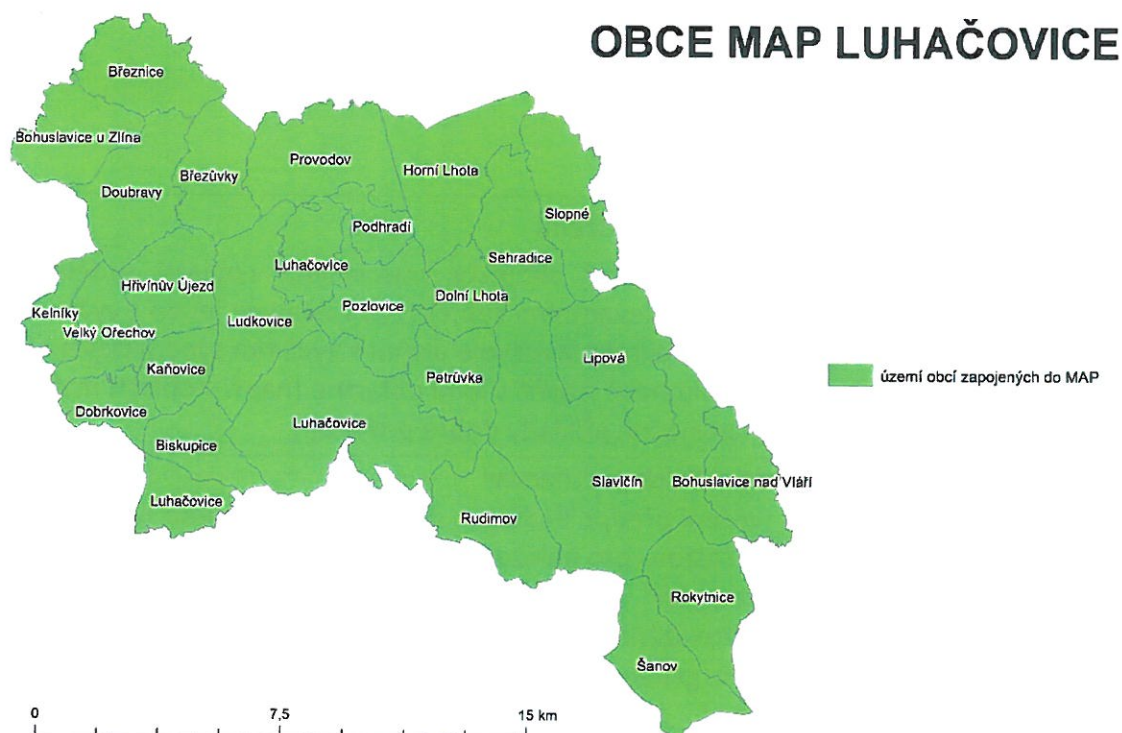 OBCE MAP LUHAČOVICE
Březnice
Bohuslavice u Zlína
Provodov
Březůvky
Horní Lhota
Doubravy
Slopné
Podhradí
Sehradice
Luhačovice
Hřivínův Újezd
Dolní Lhota
Pozlovice
Kelníky
Ludkovice
Velký Ořechov
Lipová
Kaňovice
Petrůvka
území obcí zapojených do MAP
Dobrkovice
Luhačovice
Biskupice
Slavičín
Bohuslavice nad Vláří
Luhačovice
Rudimov
Rokytnice
Šanov
0 7,5 15 km